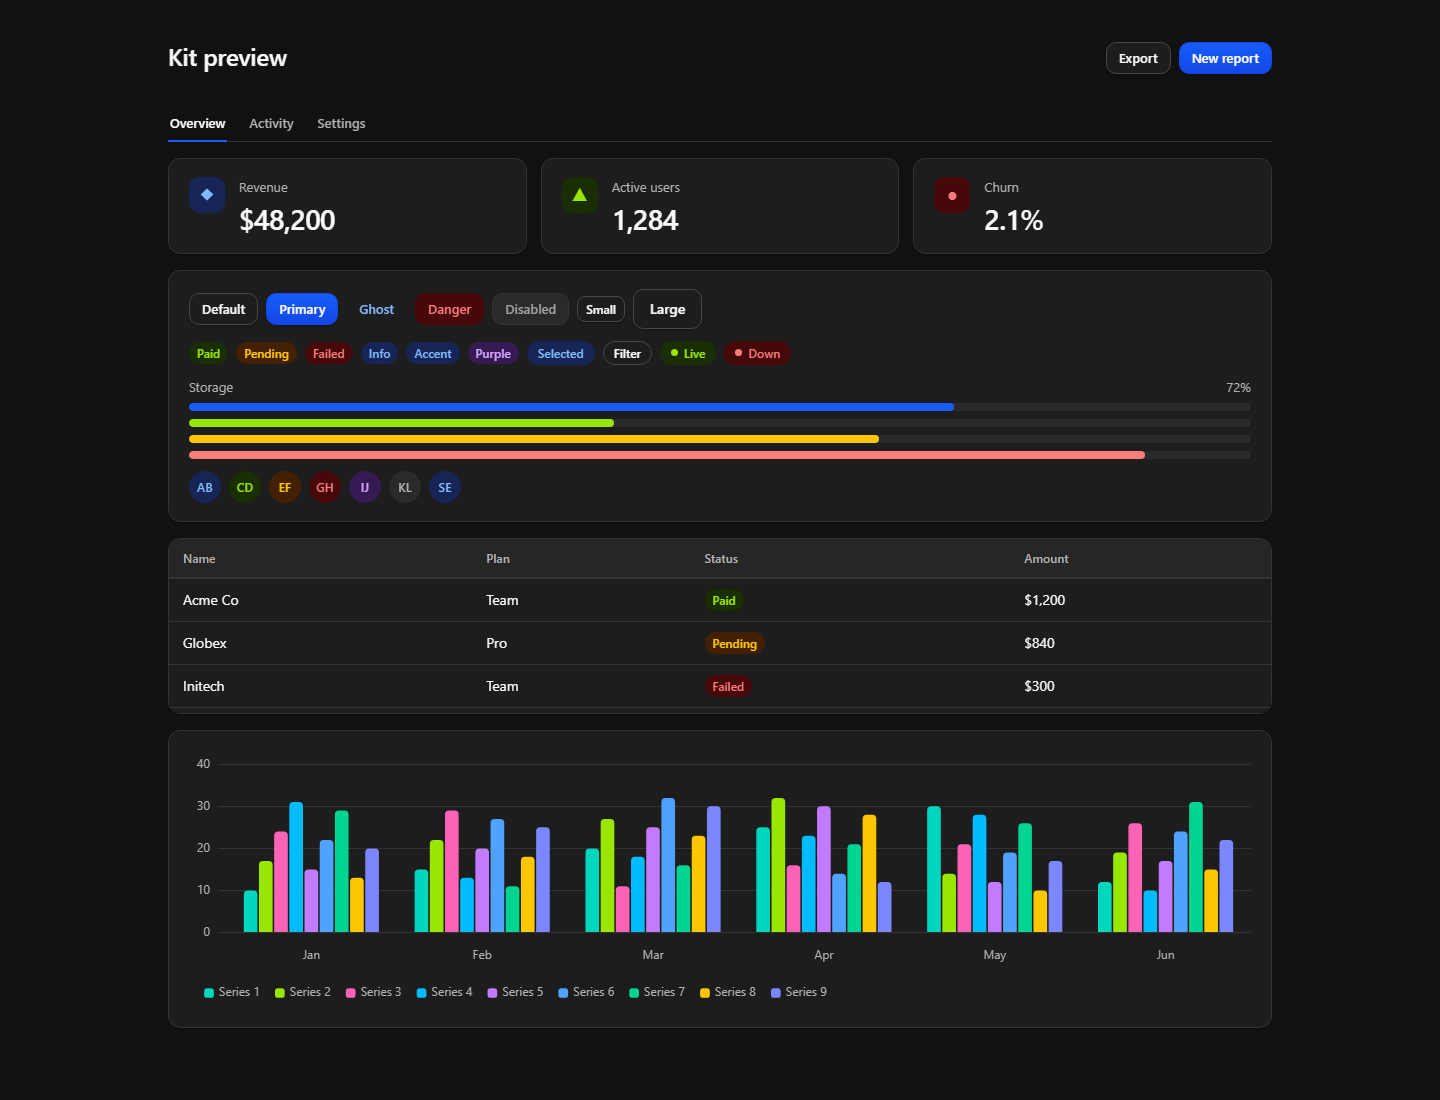 Kit preview
Export
New report
Overview
Activity
Settings
Revenue
$48,200
Active users
1,284
Churn
2.1%
Default
Primary
Ghost
Danger
Disabled
Small
Large
Paid
Pending
Failed
Info
Accent
Purple
Selected
Filter
Live
Down
Storage
72%
AB
CD
EF
GH
IJ
KL
SE
Name Plan Status Amount
Acme Co Team Paid $1,200
Globex Pro Pending $840
Initech Team Failed $300
40
30
20
10
0
Jan
Feb
Mar
Apr
May
Jun
Series 1
Series 2
Series 3
Series 4
Series 5
Series 6
Series 7
Series 8
Series 9